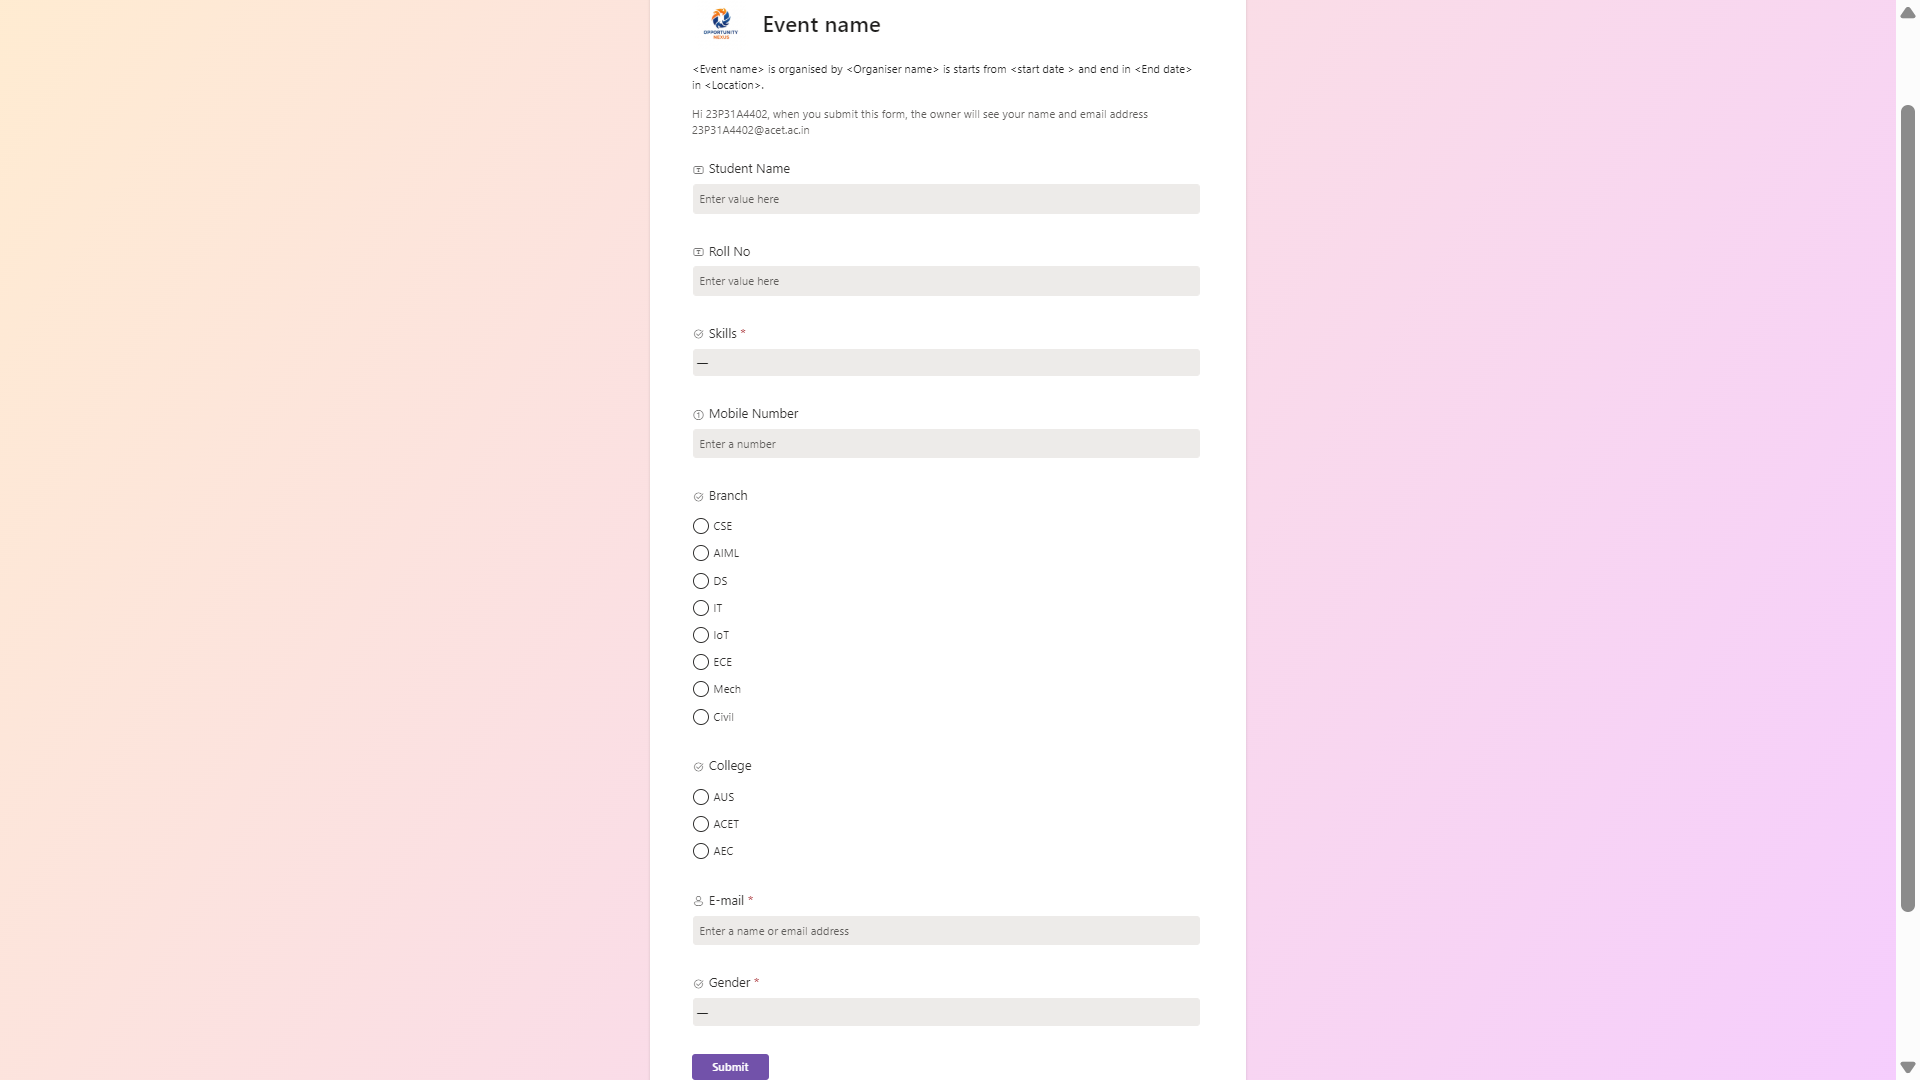 OPPORTUNITY
NEXUS
Event name
<Event name> is organised by <Organiser name> is starts from <start date > and end in <End date>
in <Location>.
Hi 23P31A4402, when you submit this form, the owner will see your name and email address
23P31A4402@acet.ac.in
Student Name
Enter value here
Roll No
Enter value here
Skills *
—
Mobile Number
Enter a number
Branch
CSE
AIML
DS
IT
IoT
ECE
Mech
Civil
College
AUS
ACET
AEC
E-mail *
Enter a name or email address
Gender *
—
Submit